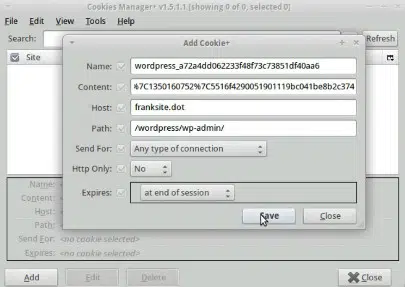 Cookies Manager+ v1.5.1.1 [showing 0 of 0, selected 0]
File Edit View Tools Help
Search: Refresh
Site
Add Cookie+
Name: wordpress_a72a4dd062233f48f73c73851df40aa6
Content: %7C1350160752%7C5516f4290051901119bc041be8b2c374
Host: franksite.dot
Path: /wordpress/wp-admin/
Send For: Any type of connection
Http Only: No
Expires: at end of session
Save Close
Name:
Content:
Host:
Path:
Send For: <no cookie selected>
Expires: <no cookie selected>
Add Edit Delete Close